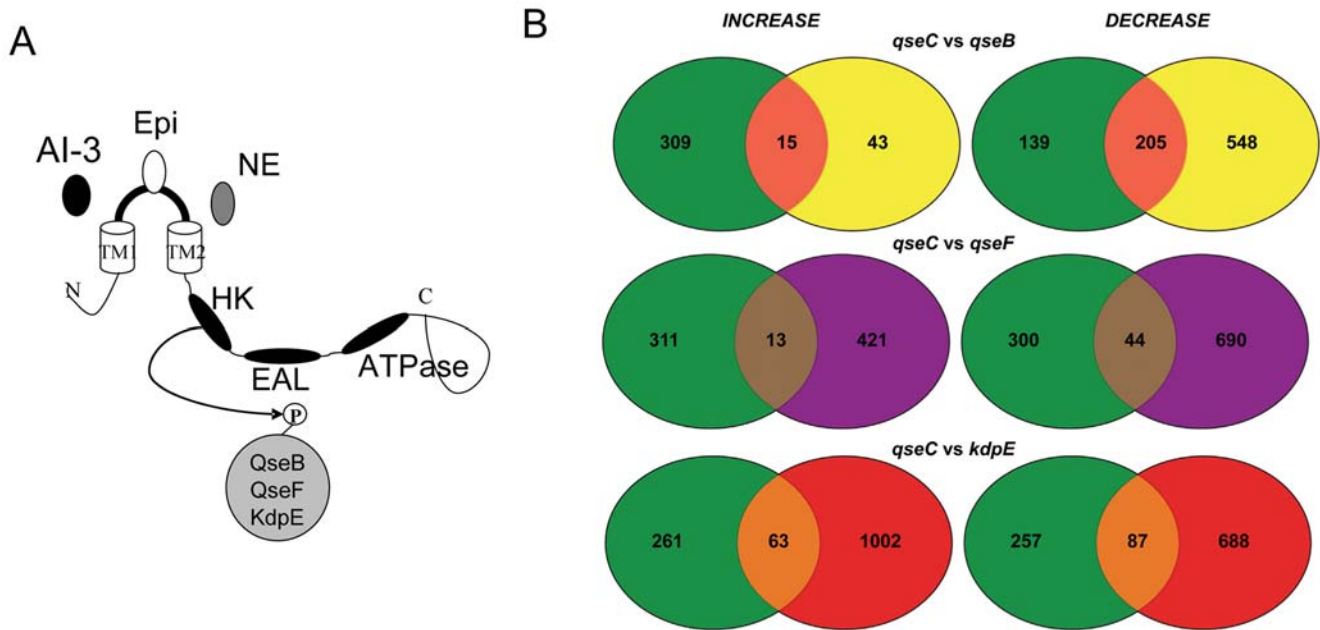 A
Epi
AI-3
NE
TM1
TM2
N
HK
C
EAL
ATPase
P
QseB
QseF
KdpE
B
INCREASE
DECREASE
qseC vs qseB
309
15
43
139
205
548
qseC vs qseF
311
13
421
300
44
690
qseC vs kdpE
261
63
1002
257
87
688